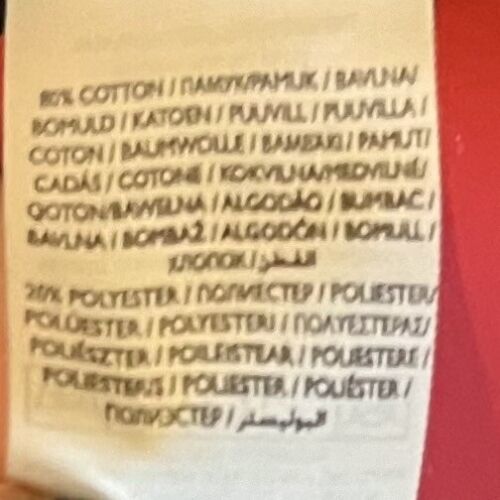 80% COTTON / ПАМУК/PAMUK / BAVLNA/
BOMULD / KATOEN / PUUVILL / PUUVILLA /
COTON / BAUMWOLLE / ΒΑΜΒΑΚΙ / PAMUT/
CADÁS / COTONE / KOKVILNA/MEDVILNĖ/
QOTON/BAWEŁNA / ALGODÃO / BUMBAC /
BAVLNA / BOMBAŽ / ALGODÓN / BOMULL /
ХЛОПОК / القطن
20% POLYESTER / ПОЛИЕСТЕР / POLIESTER/
POLÜESTER / POLYESTERI / ΠΟΛΥΕΣΤΕΡΑΣ/
POLIÉSZTER / POILEISTEAR / POLIESTERE /
POLIESTERIS / POLIESTER / POLIÉSTER /
ПОЛИЭСТЕР / البوليستر